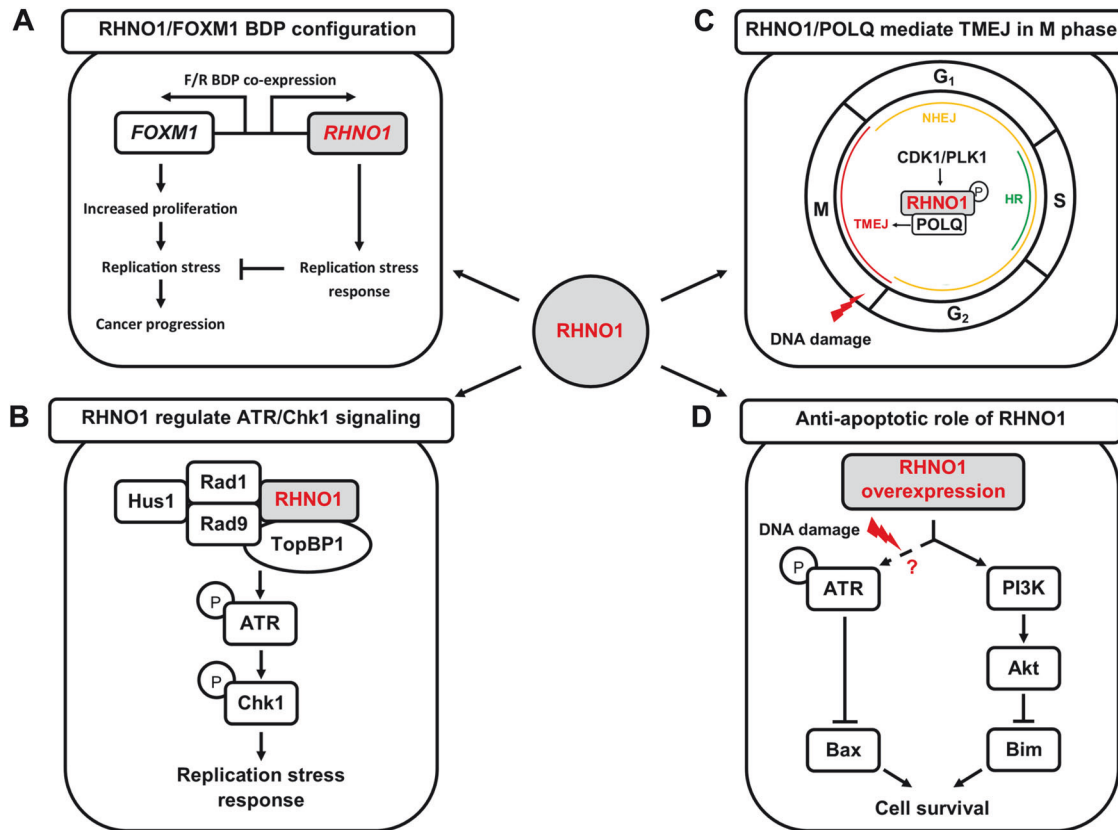 A
RHNO1/FOXM1 BDP configuration
F/R BDP co-expression
FOXM1
RHNO1
Increased proliferation
Replication stress
Replication stress
response
Cancer progression
C
RHNO1/POLQ mediate TMEJ in M phase
G1
NHEJ
CDK1/PLK1
P
RHNO1
POLQ
TMEJ
HR
M
S
G2
DNA damage
RHNO1
B
RHNO1 regulate ATR/Chk1 signaling
Rad1
Hus1
RHNO1
Rad9
TopBP1
P
ATR
P
Chk1
Replication stress
response
D
Anti-apoptotic role of RHNO1
RHNO1
overexpression
DNA damage
?
P
ATR
PI3K
Akt
Bax
Bim
Cell survival